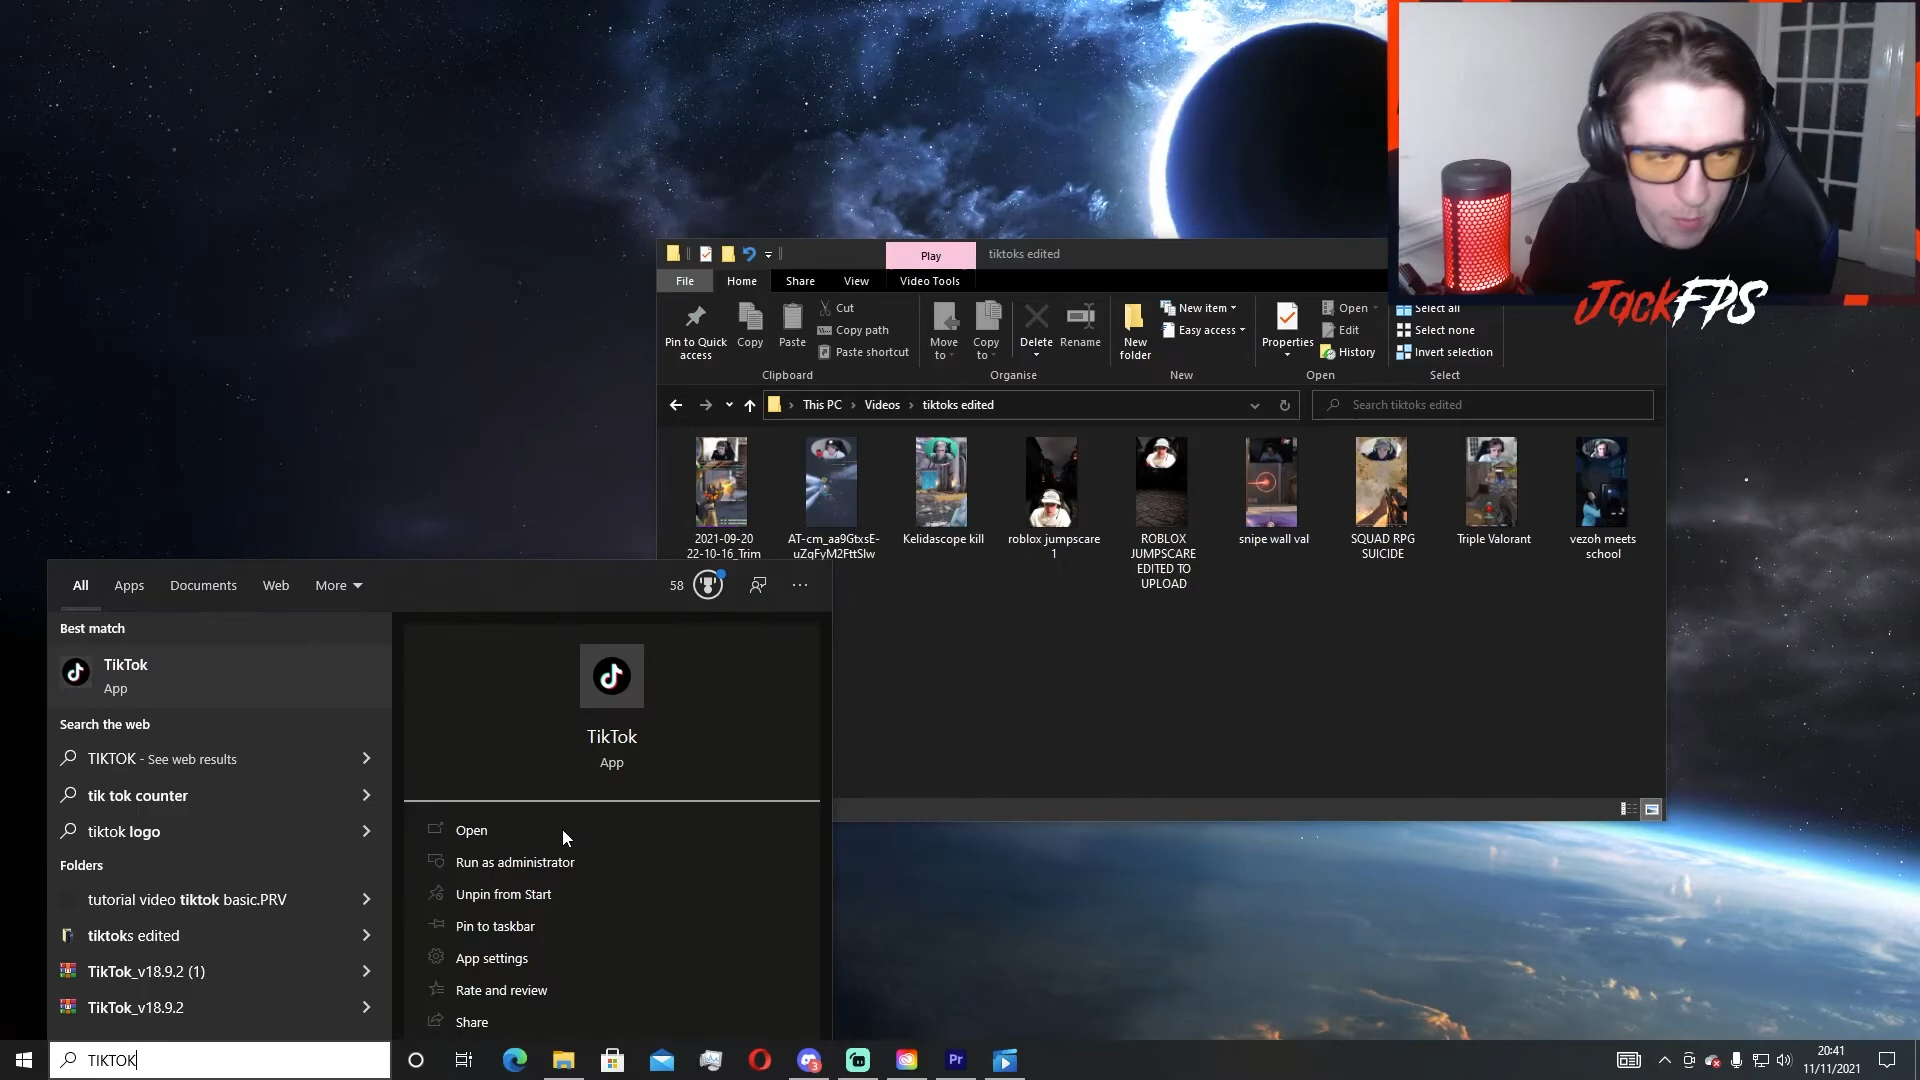 Play
tiktoks edited
File
Home
Share
View
Video Tools
Pin to Quick
access
Copy
Paste
Cut
Copy path
Paste shortcut
Clipboard
Move
to
Copy
to
Delete
Rename
Organise
New
folder
New item
Easy access
New
Properties
Open
Edit
History
Open
Select all
Select none
Invert selection
Select
JackFPS
This PC
Videos
tiktoks edited
Search tiktoks edited
2021-09-20
22-10-16_Trim
AT-cm_aa9GtxsE-
uZqFyM2FttSlw
Kelidascope kill
roblox jumpscare
1
ROBLOX
JUMPSCARE
EDITED TO
UPLOAD
snipe wall val
SQUAD RPG
SUICIDE
Triple Valorant
vezoh meets
school
All
Apps
Documents
Web
More
58
Best match
TikTok
App
Search the web
TIKTOK - See web results
tik tok counter
tiktok logo
Folders
tutorial video tiktok basic.PRV
tiktoks edited
TikTok_v18.9.2 (1)
TikTok_v18.9.2
TikTok
App
Open
Run as administrator
Unpin from Start
Pin to taskbar
App settings
Rate and review
Share
TIKTOK
3
Pr
20:41
11/11/2021